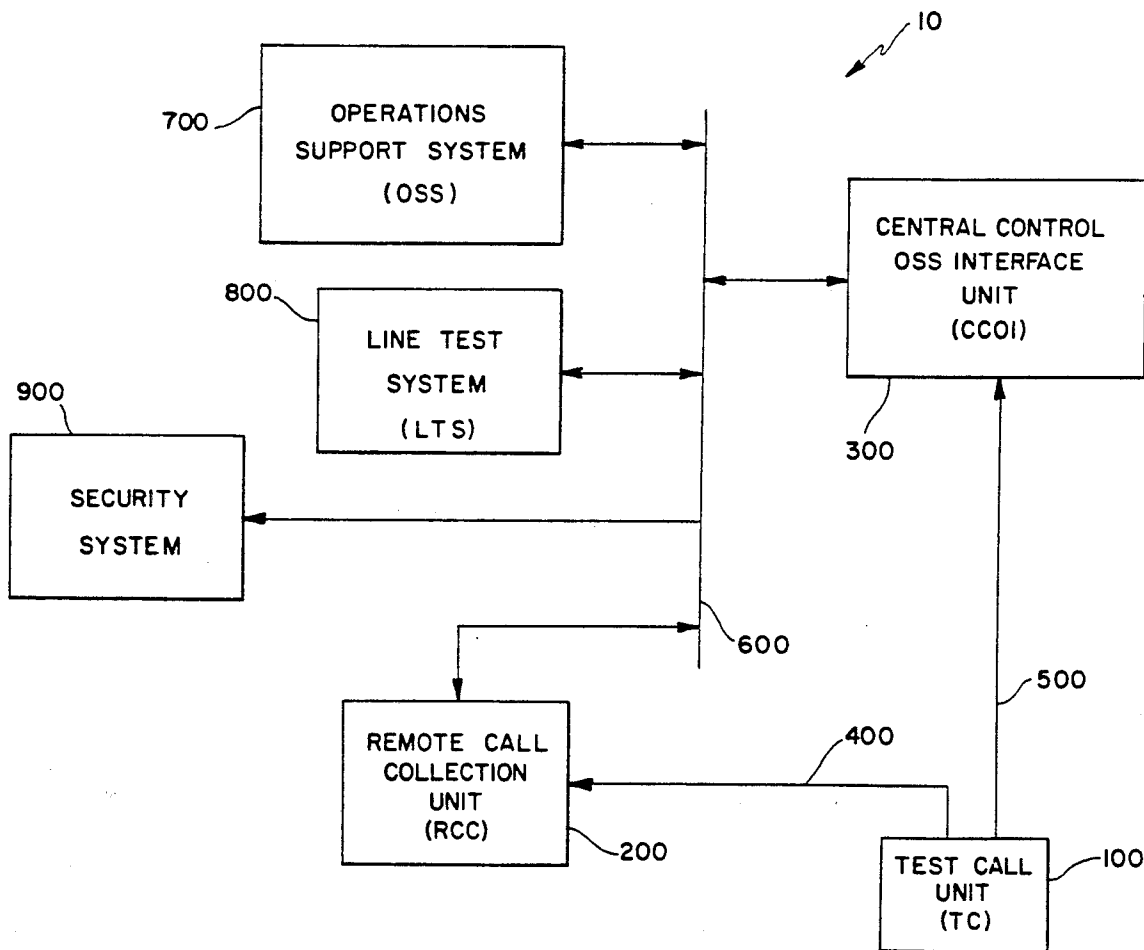 10
700
OPERATIONS
SUPPORT SYSTEM
(OSS)
CENTRAL CONTROL
OSS INTERFACE
UNIT
(CCOI)
300
800
LINE TEST
SYSTEM
(LTS)
900
SECURITY
SYSTEM
600
500
REMOTE CALL
COLLECTION
UNIT
(RCC)
200
400
TEST CALL
UNIT
(TC)
100